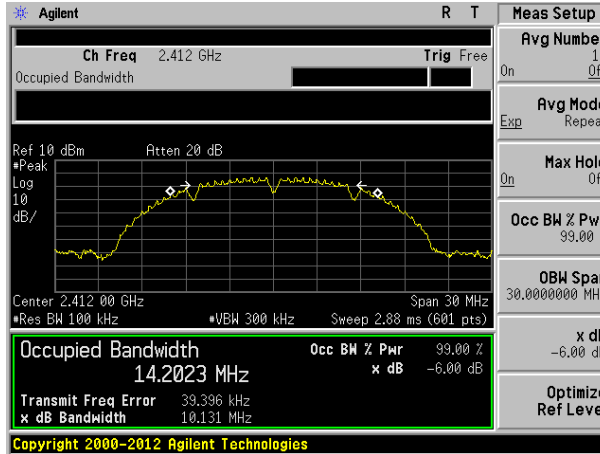 Agilent R T
Ch Freq 2.412 GHz Trig Free
Occupied Bandwidth
Ref 10 dBm Atten 20 dB
#Peak
Log
10
dB/
Center 2.412 00 GHz Span 30 MHz
#Res BW 100 kHz #VBW 300 kHz Sweep 2.88 ms (601 pts)
Occupied Bandwidth Occ BW % Pwr 99.00 %
14.2023 MHz x dB -6.00 dB
Transmit Freq Error 39.396 kHz
x dB Bandwidth 10.131 MHz
Copyright 2000-2012 Agilent Technologies
Meas Setup
Avg Numbe
1
On Of
Avg Mod
Exp Repea
Max Hol
On Of
Occ BW % Pw
99.00
OBW Spa
30.0000000 MH
x d
-6.00 d
Optimiz
Ref Leve